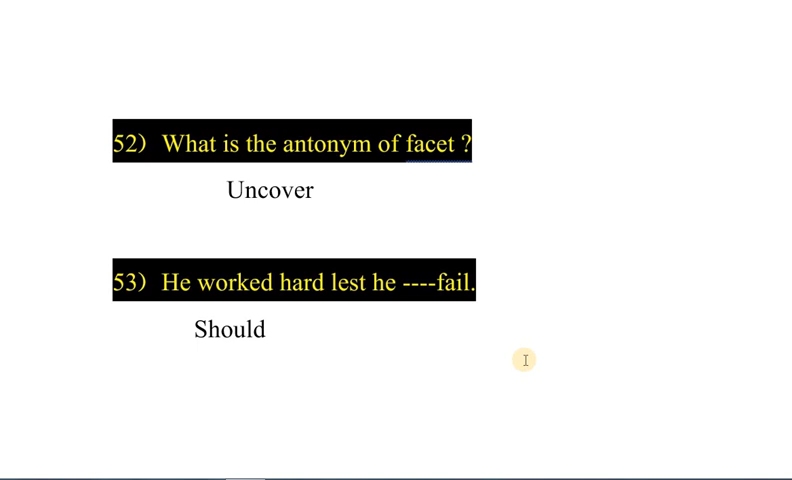 52) What is the antonym of facet ?
Uncover
53) He worked hard lest he ----fail.
Should